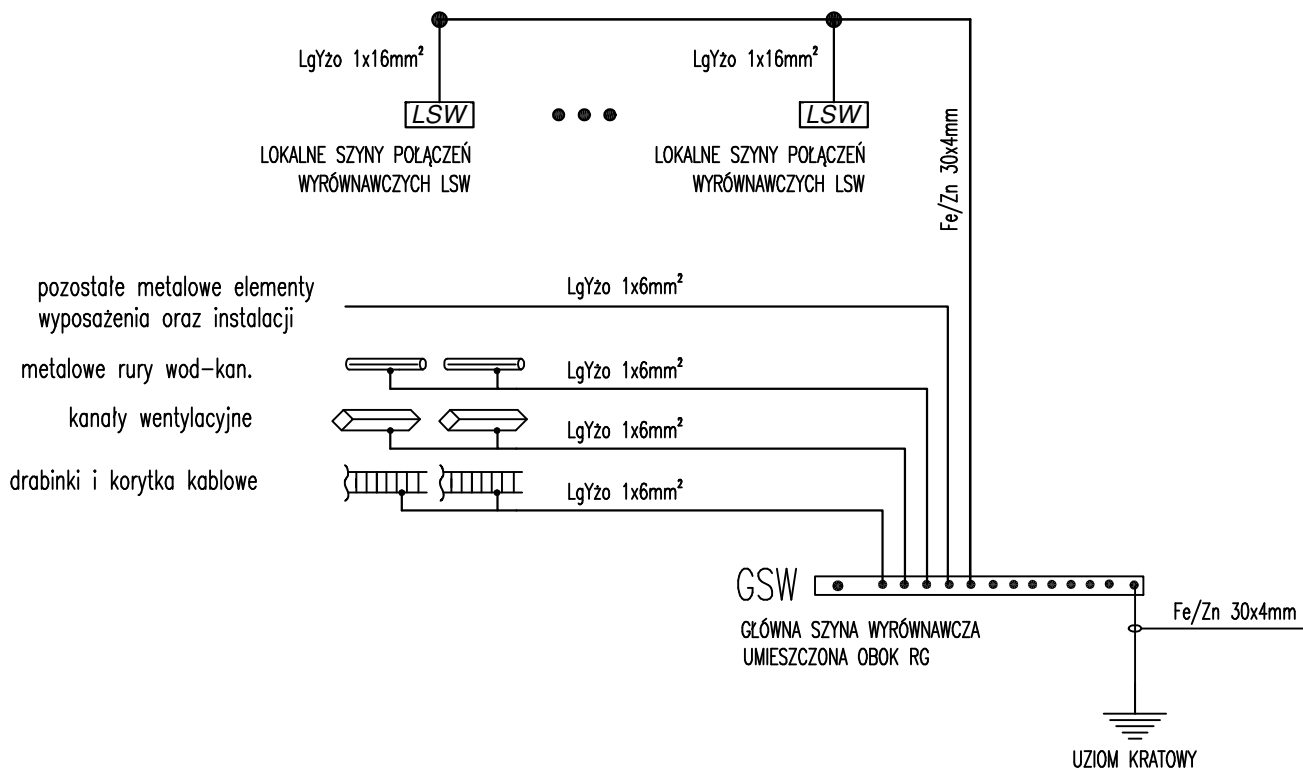 LgYżo 1x16mm²
LgYżo 1x16mm²
LSW
LSW
LOKALNE SZYNY POŁĄCZEŃ
WYRÓWNAWCZYCH LSW
LOKALNE SZYNY POŁĄCZEŃ
WYRÓWNAWCZYCH LSW
Fe/Zn 30x4mm
pozostałe metalowe elementy
wyposażenia oraz instalacji
LgYżo 1x6mm²
metalowe rury wod-kan.
LgYżo 1x6mm²
kanały wentylacyjne
LgYżo 1x6mm²
drabinki i korytka kablowe
LgYżo 1x6mm²
GSW
GŁÓWNA SZYNA WYRÓWNAWCZA
UMIESZCZONA OBOK RG
Fe/Zn 30x4mm
UZIOM KRATOWY